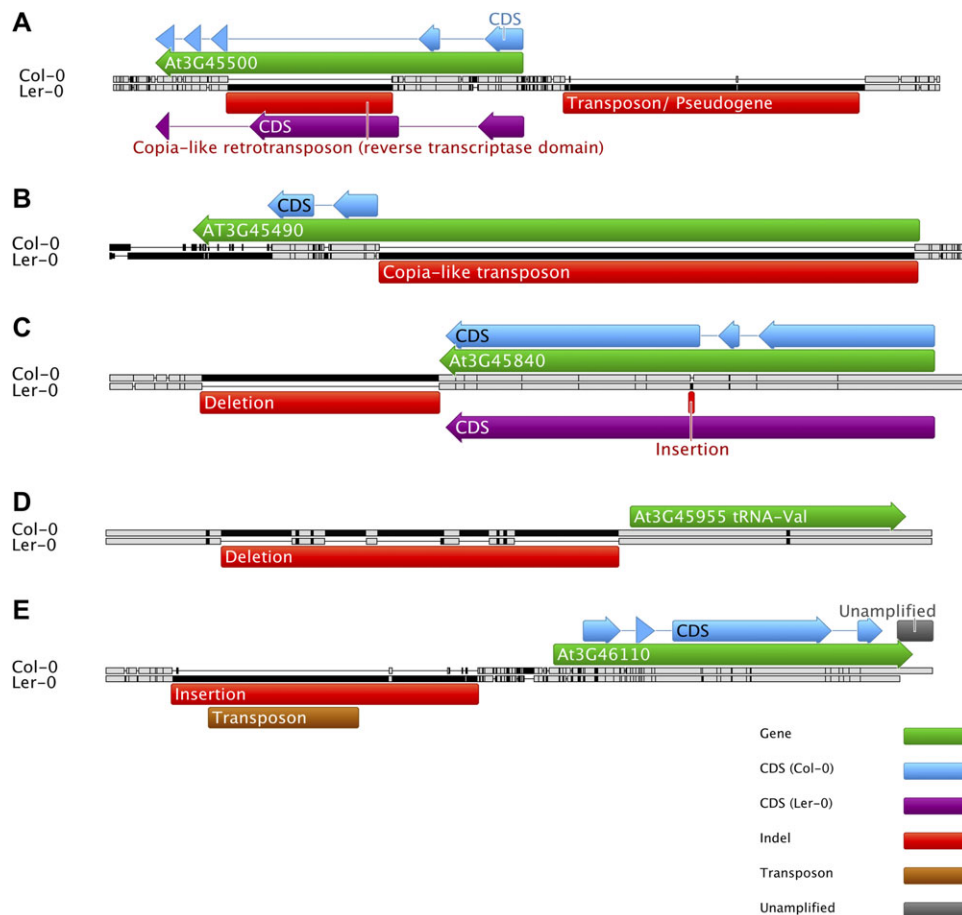 A
CDS
At3G45500
Col-0
Ler-0
Transposon/ Pseudogene
CDS
Copia-like retrotransposon (reverse transcriptase domain)
B
CDS
AT3G45490
Col-0
Ler-0
Copia-like transposon
C
CDS
At3G45840
Col-0
Ler-0
Deletion
CDS
Insertion
D
At3G45955 tRNA-Val
Col-0
Ler-0
Deletion
E
Unamplified
CDS
At3G46110
Col-0
Ler-0
Insertion
Transposon
Gene
CDS (Col-0)
CDS (Ler-0)
Indel
Transposon
Unamplified